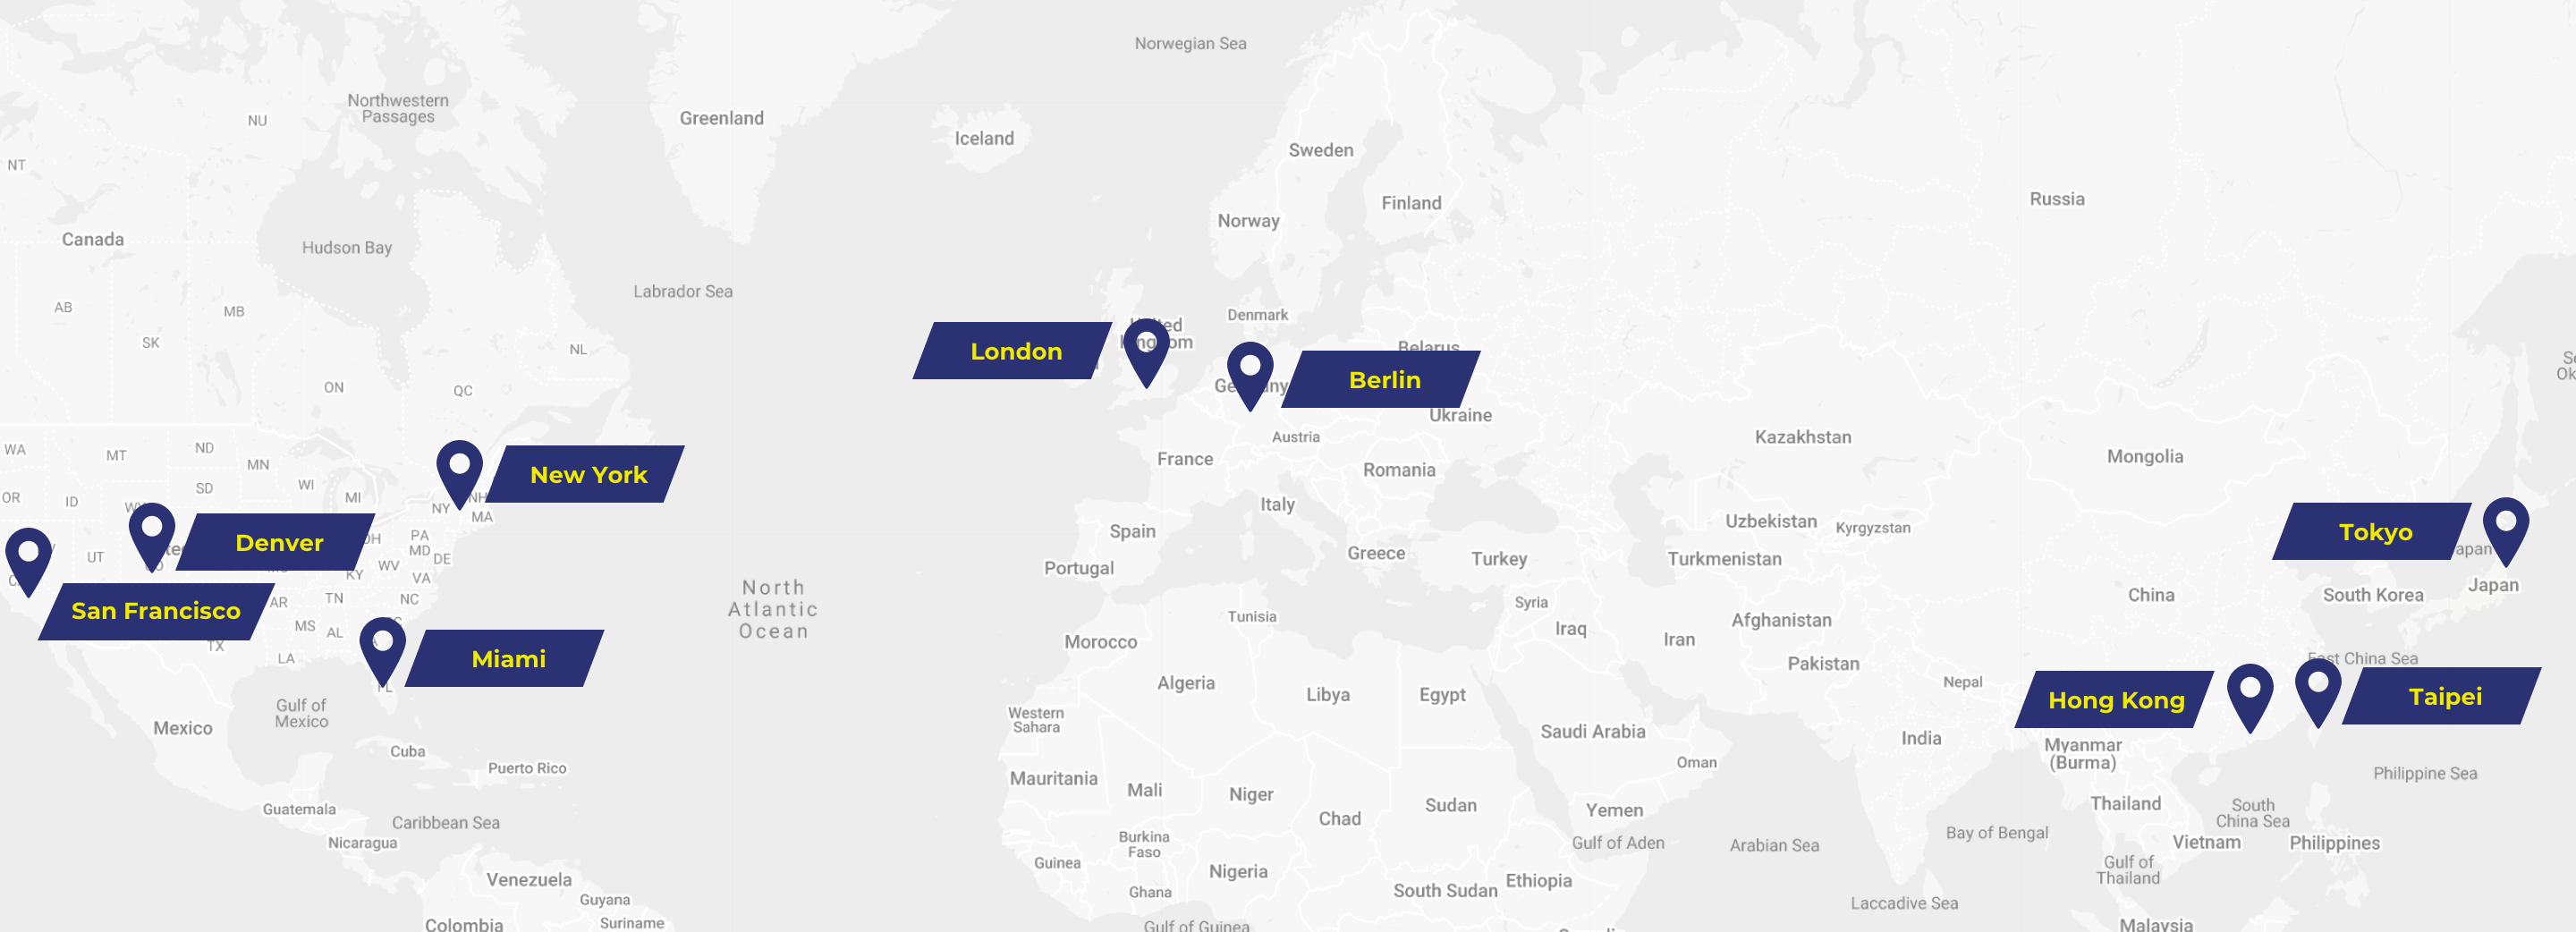 Norwegian Sea
Northwestern
Passages
NU
Greenland
Iceland
NT
Sweden
Russia
Finland
Norway
Canada
Hudson Bay
Labrador Sea
AB
MB
Denmark
London
United
Kingdom
SK
NL
Belarus
Berlin
Germany
ON
QC
Ukraine
Austria
Kazakhstan
WA
MT
ND
MN
France
Romania
Mongolia
New York
SD
WI
MI
OR
ID
NY
NH
MA
Italy
Uzbekistan
Kyrgyzstan
Spain
Tokyo
Denver
PA
MD
DE
UT
Greece
Turkey
Turkmenistan
Portugal
WV
KY
VA
Japan
North
Atlantic
Ocean
South Korea
China
San Francisco
AR
TN
NC
Syria
Tunisia
Afghanistan
MS
AL
Iraq
Iran
Morocco
TX
LA
Miami
FL
Pakistan
East China Sea
Algeria
Libya
Egypt
Nepal
Hong Kong
Taipei
Gulf of
Mexico
Western
Sahara
Mexico
Saudi Arabia
India
Myanmar
(Burma)
Cuba
Oman
Puerto Rico
Mauritania
Philippine Sea
Mali
Niger
Sudan
Yemen
Thailand
South
China Sea
Guatemala
Caribbean Sea
Chad
Nicaragua
Burkina
Faso
Gulf of Aden
Arabian Sea
Bay of Bengal
Vietnam
Philippines
Guinea
Nigeria
Gulf of
Thailand
Venezuela
Ghana
South Sudan
Ethiopia
Guyana
Laccadive Sea
Colombia
Suriname
Gulf of Guinea
Malaysia